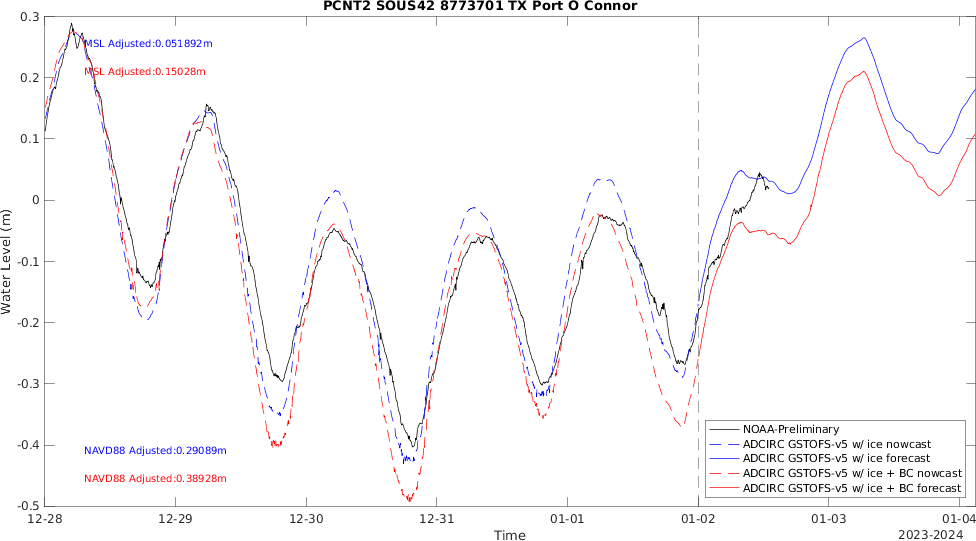 PCNT2 SOUS42 8773701 TX Port O Connor
0.3
MSL Adjusted:0.051892m
MSL Adjusted:0.15028m
0.2
0.1
0
-0.1
-0.2
-0.3
-0.4
-0.5
Water Level (m)
NAVD88 Adjusted:0.29089m
NAVD88 Adjusted:0.38928m
NOAA-Preliminary
ADCIRC GSTOFS-v5 w/ ice nowcast
ADCIRC GSTOFS-v5 w/ ice forecast
ADCIRC GSTOFS-v5 w/ ice + BC nowcast
ADCIRC GSTOFS-v5 w/ ice + BC forecast
12-28 12-29 12-30 12-31 01-01 01-02 01-03 01-04
Time
2023-2024